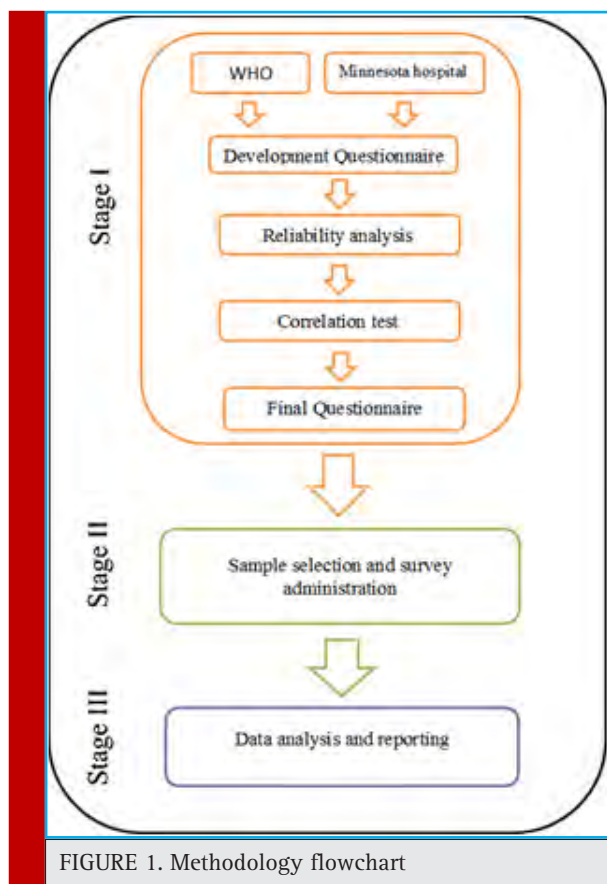 Stage I
WHO
Minnesota hospital
Development Questionnaire
Reliability analysis
Correlation test
Final Questionnaire
Stage II
Sample selection and survey
administration
Stage III
Data analysis and reporting
FIGURE 1. Methodology flowchart